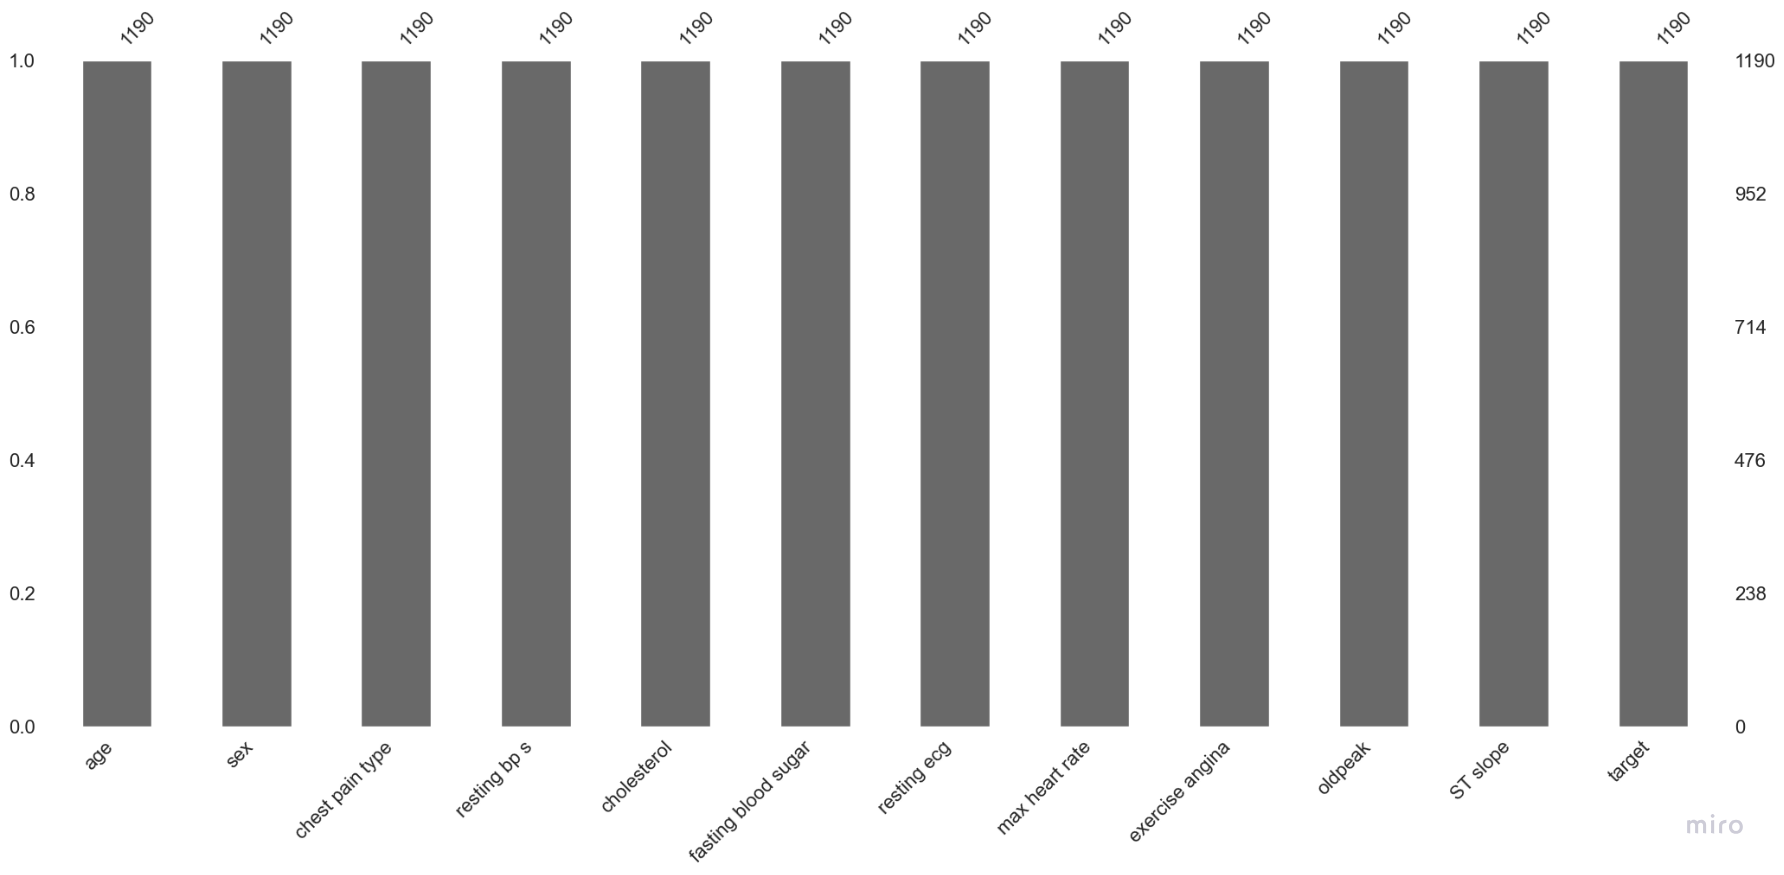 1190 1190 1190 1190 1190 1190 1190 1190 1190 1190 1190 1190
1.0 1190
0.8 952
0.6 714
0.4 476
0.2 238
0.0 0
age sex chest pain type resting bp s cholesterol fasting blood sugar resting ecg max heart rate exercise angina oldpeak ST slope target
miro